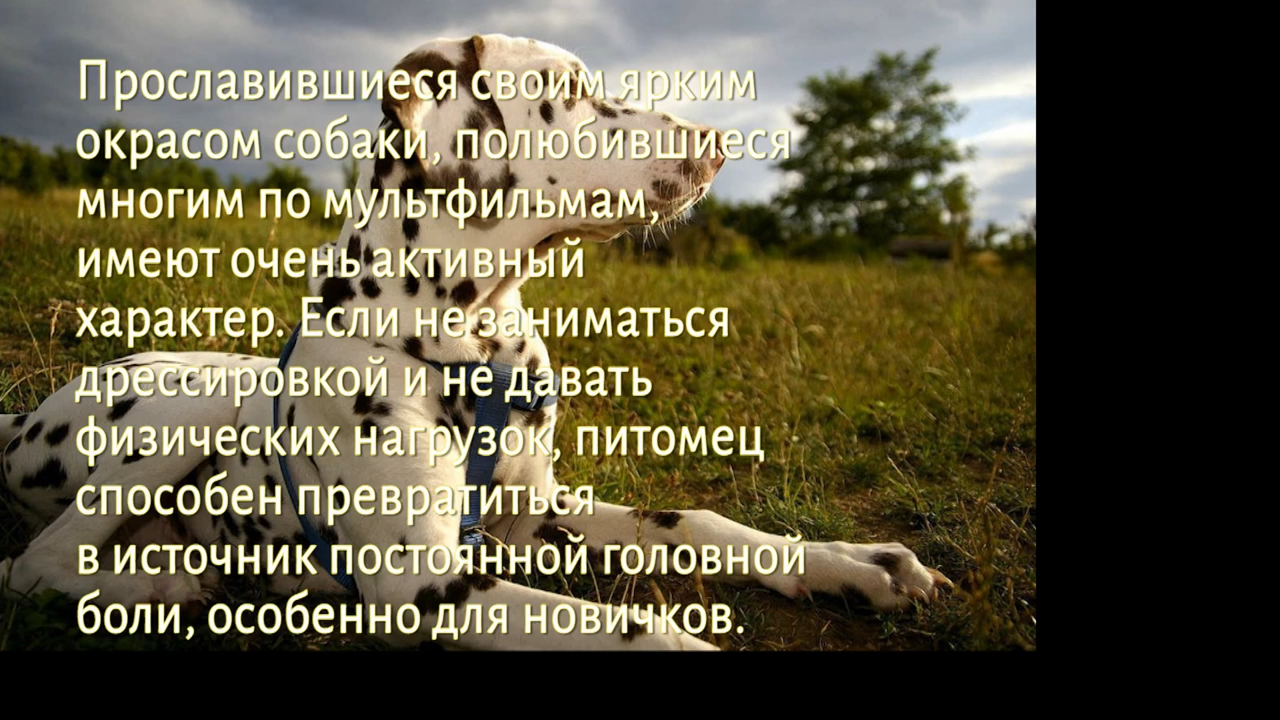 Прославившиеся своим ярким
окрасом собаки, полюбившиеся
многим по мультфильмам,
имеют очень активный
характер. Если не заниматься
дрессировкой и не давать
физических нагрузок, питомец
способен превратиться
в источник постоянной головной
боли, особенно для новичков.